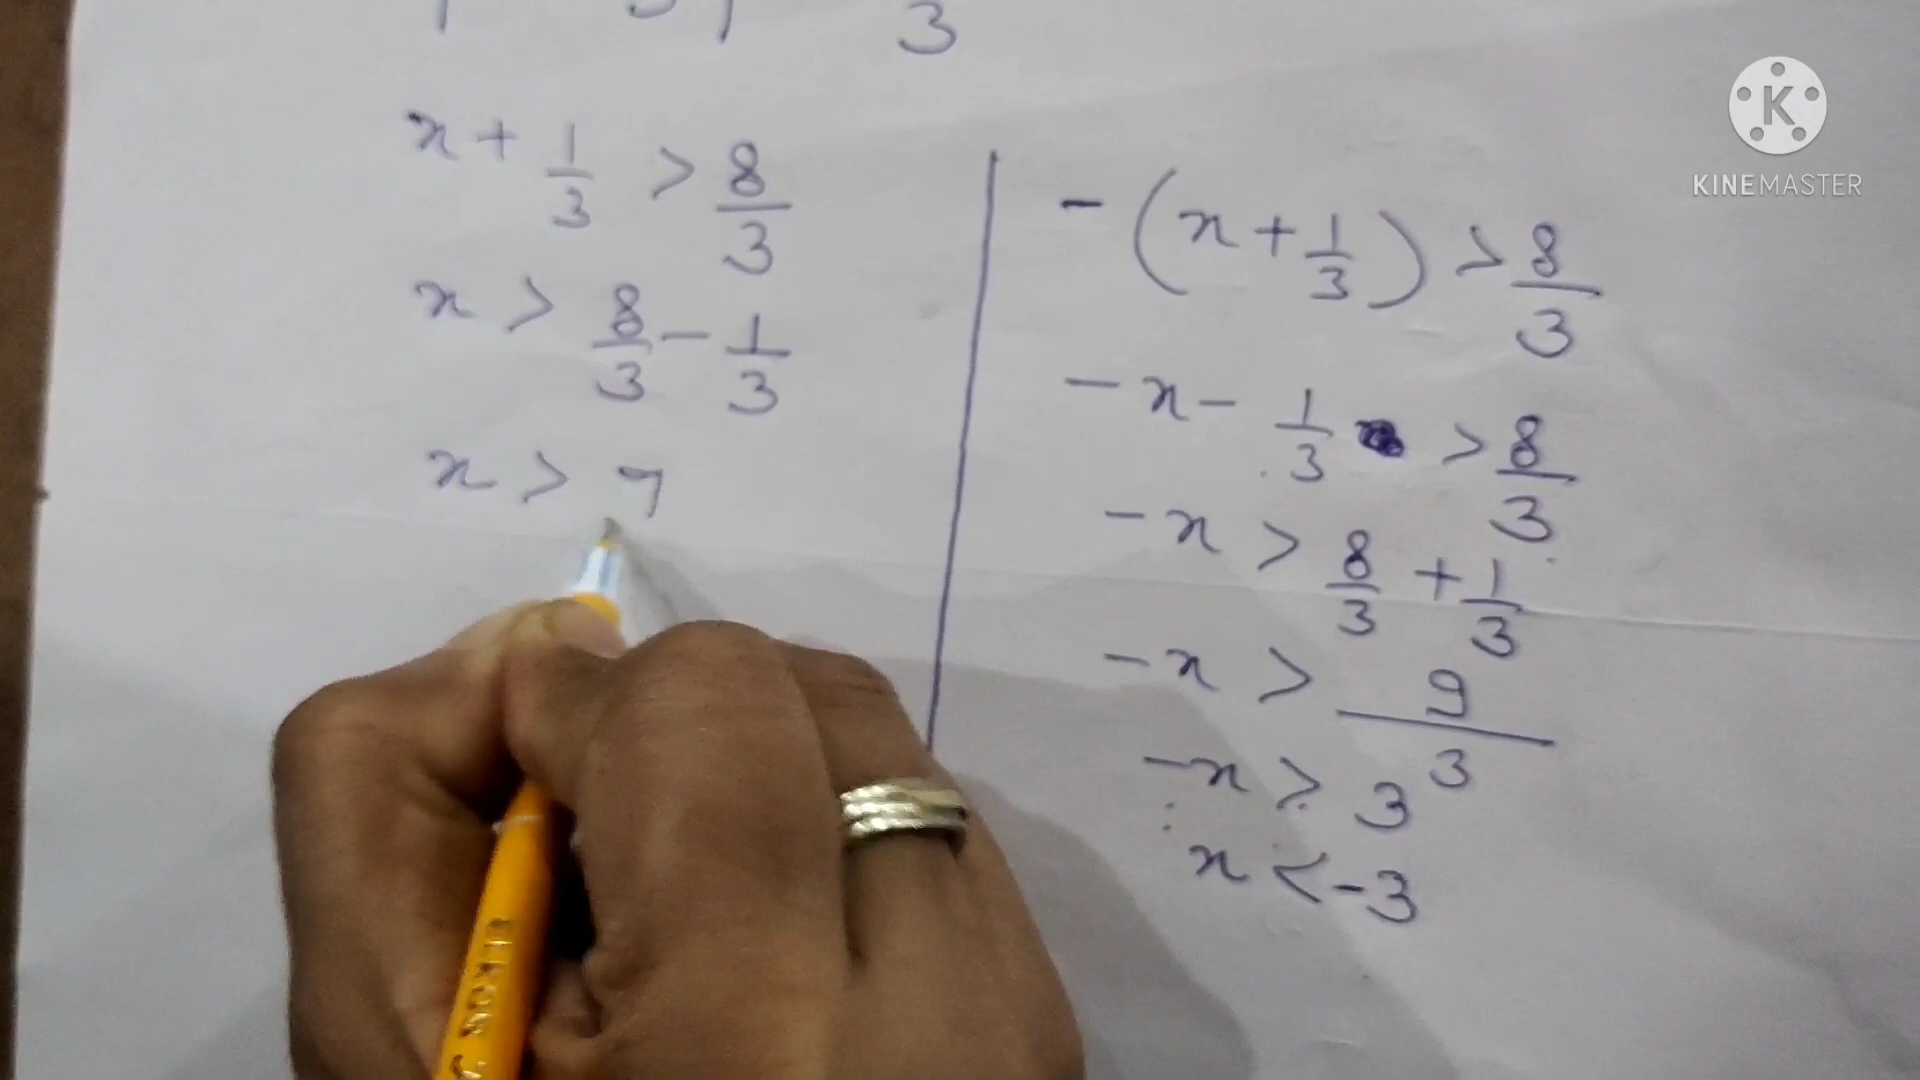 3
x + 1/3 > 8/3
x > 8/3 - 1/3
x > 7
-(x + 1/3) > 8/3
-x - 1/3 > 8/3
-x > 8/3 + 1/3
-x > 9/3
-x > 3
x < -3
KINEMASTER